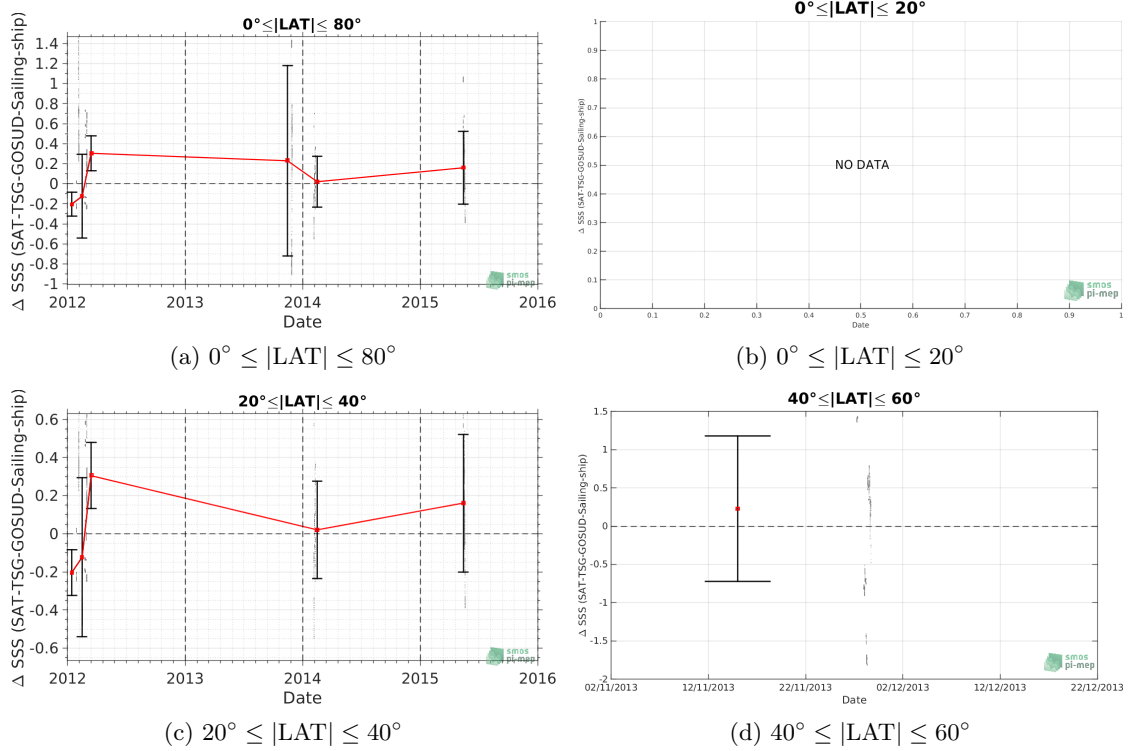 0°≤|LAT|≤ 80°
Δ SSS (SAT-TSG-GOSUD-Sailing-ship)
1.4
1.2
1
0.8
0.6
0.4
0.2
0
-0.2
-0.4
-0.6
-0.8
-1
2012 2013 2014 2015 2016
Date
smos
pi-mep
(a) 0° ≤ |LAT| ≤ 80°
0°≤|LAT|≤ 20°
Δ SSS (SAT-TSG-GOSUD-Sailing-ship)
1
0.9
0.8
0.7
0.6
0.5
0.4
0.3
0.2
0.1
0
NO DATA
0 0.1 0.2 0.3 0.4 0.5 0.6 0.7 0.8 0.9 1
Date
smos
pi-mep
(b) 0° ≤ |LAT| ≤ 20°
20°≤|LAT|≤ 40°
Δ SSS (SAT-TSG-GOSUD-Sailing-ship)
0.6
0.4
0.2
0
-0.2
-0.4
-0.6
2012 2013 2014 2015 2016
Date
smos
pi-mep
(c) 20° ≤ |LAT| ≤ 40°
40°≤|LAT|≤ 60°
Δ SSS (SAT-TSG-GOSUD-Sailing-ship)
1.5
1
0.5
0
-0.5
-1
-1.5
-2
02/11/2013 12/11/2013 22/11/2013 02/12/2013 12/12/2013 22/12/2013
Date
smos
pi-mep
(d) 40° ≤ |LAT| ≤ 60°